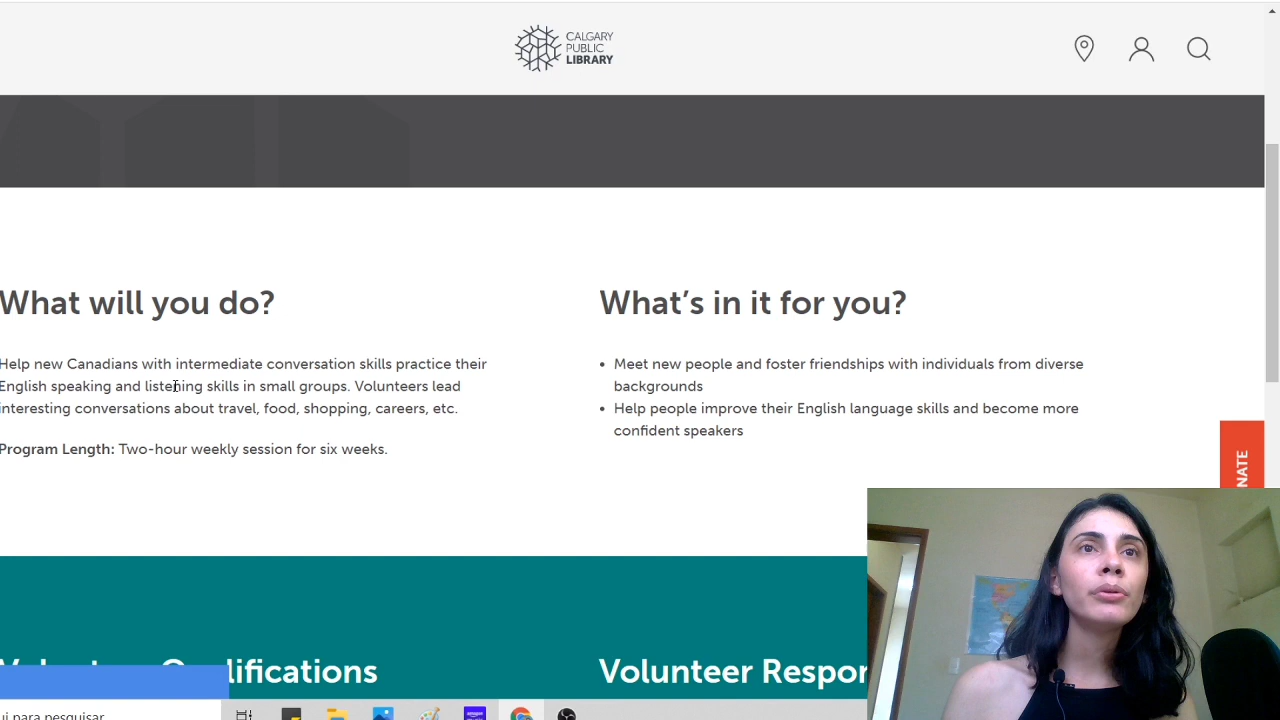 CALGARY
PUBLIC
LIBRARY
What will you do?
Help new Canadians with intermediate conversation skills practice their
English speaking and listening skills in small groups. Volunteers lead
interesting conversations about travel, food, shopping, careers, etc.
Program Length: Two-hour weekly session for six weeks.
What's in it for you?
• Meet new people and foster friendships with individuals from diverse
backgrounds
• Help people improve their English language skills and become more
confident speakers
NATE
lifications
Volunteer Respor
ui para pesquisar